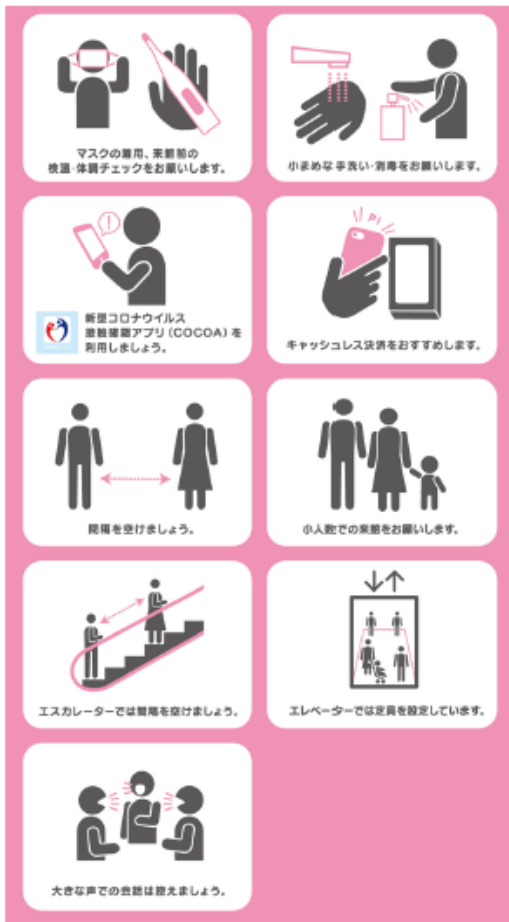 マスクの着用、来館前の
検温・体調チェックをお願いします。
小まめな手洗い・消毒をお願いします。
!
新型コロナウイルス
接触確認アプリ(COCOA)を
利用しましょう。
PI
キャッシュレス決済をおすすめします。
間隔を空けましょう。
小人数での来館をお願いします。
エスカレーターでは間隔を空けましょう。
エレベーターでは定員を設定しています。
大きな声での会話は控えましょう。